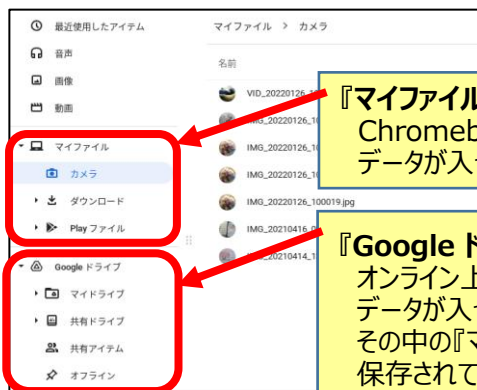 最近使用したアイテム
音声
画像
動画
マイファイル
カメラ
ダウンロード
Play ファイル
Google ドライブ
マイドライブ
共有ドライブ
共有アイテム
オフライン
マイファイル > カメラ
名前
VID_20220126_1
IMG_20220126_10
IMG_20220126_10
IMG_20220126_10
IMG_20220126_100019.jpg
IMG_20210416_0
IMG_20210414_1
『マイファイル
Chromeb
データが入っ
『Google ド
オンライン上
データが入っ
その中の『マ
保存されて